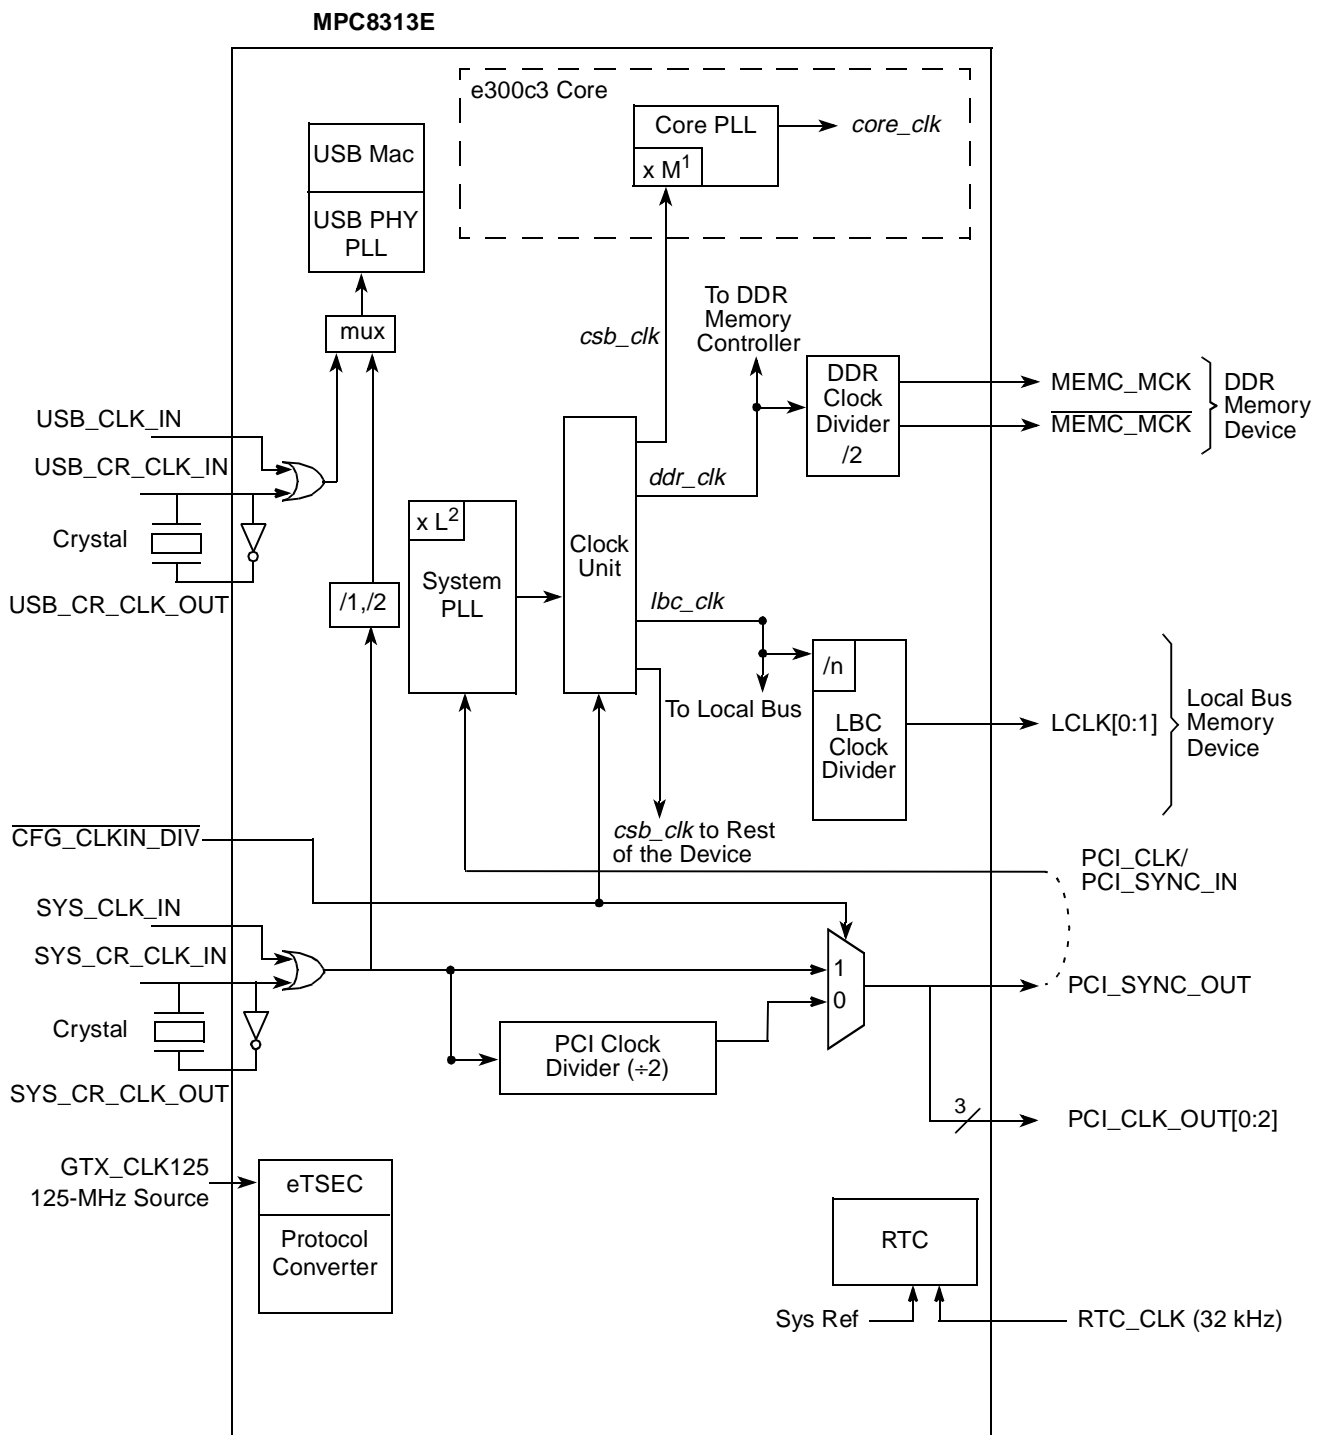 MPC8313E
e300c3 Core
Core PLL
core_clk
x M1
USB Mac
USB PHY
PLL
mux
csb_clk
To DDR
Memory
Controller
DDR
Clock
Divider
/2
MEMC_MCK
MEMC_MCK
DDR
Memory
Device
USB_CLK_IN
USB_CR_CLK_IN
Crystal
USB_CR_CLK_OUT
ddr_clk
x L2
System
PLL
Clock
Unit
/1,/2
lbc_clk
/n
To Local Bus
LBC
Clock
Divider
LCLK[0:1]
Local Bus
Memory
Device
CFG_CLKIN_DIV
csb_clk to Rest
of the Device
PCI_CLK/
PCI_SYNC_IN
SYS_CLK_IN
SYS_CR_CLK_IN
1
0
PCI_SYNC_OUT
Crystal
PCI Clock
Divider (÷2)
SYS_CR_CLK_OUT
3
PCI_CLK_OUT[0:2]
GTX_CLK125
125-MHz Source
eTSEC
Protocol
Converter
RTC
Sys Ref
RTC_CLK (32 kHz)